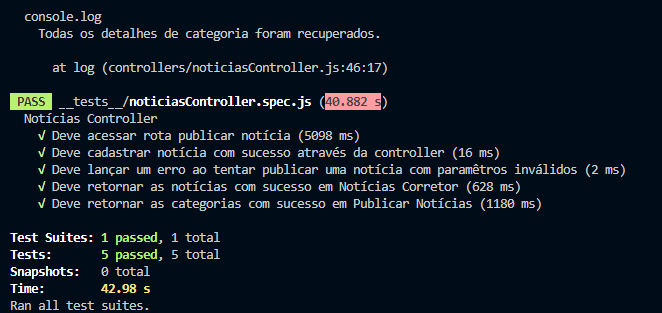 console.log
Todas os detalhes de categoria foram recuperados.
at log (controllers/noticiasController.js:46:17)
PASS __tests__/noticiasController.spec.js (40.882 s)
Notícias Controller
√ Deve acessar rota publicar notícia (5098 ms)
√ Deve cadastrar notícia com sucesso através da controller (16 ms)
√ Deve lançar um erro ao tentar publicar uma notícia com paramêtros inválidos (2 ms)
√ Deve retornar as notícias com sucesso em Notícias Corretor (628 ms)
√ Deve retornar as categorias com sucesso em Publicar Notícias (1180 ms)
Test Suites: 1 passed, 1 total
Tests: 5 passed, 5 total
Snapshots: 0 total
Time: 42.98 s
Ran all test suites.